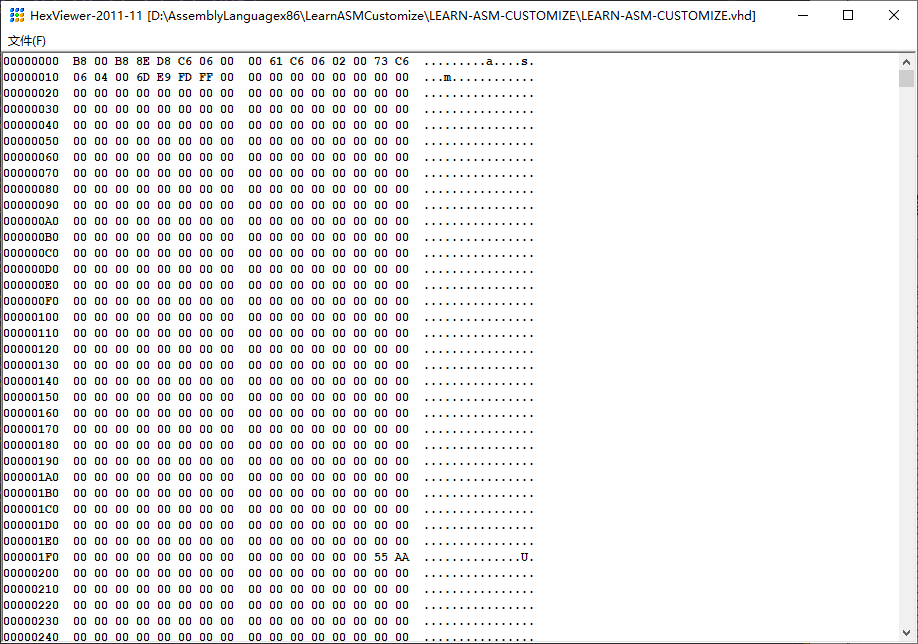 HexViewer-2011-11 [D:\AssemblyLanguagex86\LearnASMCustomize\LEARN-ASM-CUSTOMIZE\LEARN-ASM-CUSTOMIZE.vhd]
文件(F)
00000000 B8 00 B8 8E D8 C6 06 00 00 61 C6 06 02 00 73 C6 .........a....s.
00000010 06 04 00 6D E9 FD FF 00 00 00 00 00 00 00 00 00 ...m............
00000020 00 00 00 00 00 00 00 00 00 00 00 00 00 00 00 00 ................
00000030 00 00 00 00 00 00 00 00 00 00 00 00 00 00 00 00 ................
00000040 00 00 00 00 00 00 00 00 00 00 00 00 00 00 00 00 ................
00000050 00 00 00 00 00 00 00 00 00 00 00 00 00 00 00 00 ................
00000060 00 00 00 00 00 00 00 00 00 00 00 00 00 00 00 00 ................
00000070 00 00 00 00 00 00 00 00 00 00 00 00 00 00 00 00 ................
00000080 00 00 00 00 00 00 00 00 00 00 00 00 00 00 00 00 ................
00000090 00 00 00 00 00 00 00 00 00 00 00 00 00 00 00 00 ................
000000A0 00 00 00 00 00 00 00 00 00 00 00 00 00 00 00 00 ................
000000B0 00 00 00 00 00 00 00 00 00 00 00 00 00 00 00 00 ................
000000C0 00 00 00 00 00 00 00 00 00 00 00 00 00 00 00 00 ................
000000D0 00 00 00 00 00 00 00 00 00 00 00 00 00 00 00 00 ................
000000E0 00 00 00 00 00 00 00 00 00 00 00 00 00 00 00 00 ................
000000F0 00 00 00 00 00 00 00 00 00 00 00 00 00 00 00 00 ................
00000100 00 00 00 00 00 00 00 00 00 00 00 00 00 00 00 00 ................
00000110 00 00 00 00 00 00 00 00 00 00 00 00 00 00 00 00 ................
00000120 00 00 00 00 00 00 00 00 00 00 00 00 00 00 00 00 ................
00000130 00 00 00 00 00 00 00 00 00 00 00 00 00 00 00 00 ................
00000140 00 00 00 00 00 00 00 00 00 00 00 00 00 00 00 00 ................
00000150 00 00 00 00 00 00 00 00 00 00 00 00 00 00 00 00 ................
00000160 00 00 00 00 00 00 00 00 00 00 00 00 00 00 00 00 ................
00000170 00 00 00 00 00 00 00 00 00 00 00 00 00 00 00 00 ................
00000180 00 00 00 00 00 00 00 00 00 00 00 00 00 00 00 00 ................
00000190 00 00 00 00 00 00 00 00 00 00 00 00 00 00 00 00 ................
000001A0 00 00 00 00 00 00 00 00 00 00 00 00 00 00 00 00 ................
000001B0 00 00 00 00 00 00 00 00 00 00 00 00 00 00 00 00 ................
000001C0 00 00 00 00 00 00 00 00 00 00 00 00 00 00 00 00 ................
000001D0 00 00 00 00 00 00 00 00 00 00 00 00 00 00 00 00 ................
000001E0 00 00 00 00 00 00 00 00 00 00 00 00 00 00 00 00 ................
000001F0 00 00 00 00 00 00 00 00 00 00 00 00 00 00 55 AA ..............U.
00000200 00 00 00 00 00 00 00 00 00 00 00 00 00 00 00 00 ................
00000210 00 00 00 00 00 00 00 00 00 00 00 00 00 00 00 00 ................
00000220 00 00 00 00 00 00 00 00 00 00 00 00 00 00 00 00 ................
00000230 00 00 00 00 00 00 00 00 00 00 00 00 00 00 00 00 ................
00000240 00 00 00 00 00 00 00 00 00 00 00 00 00 00 00 00 ................